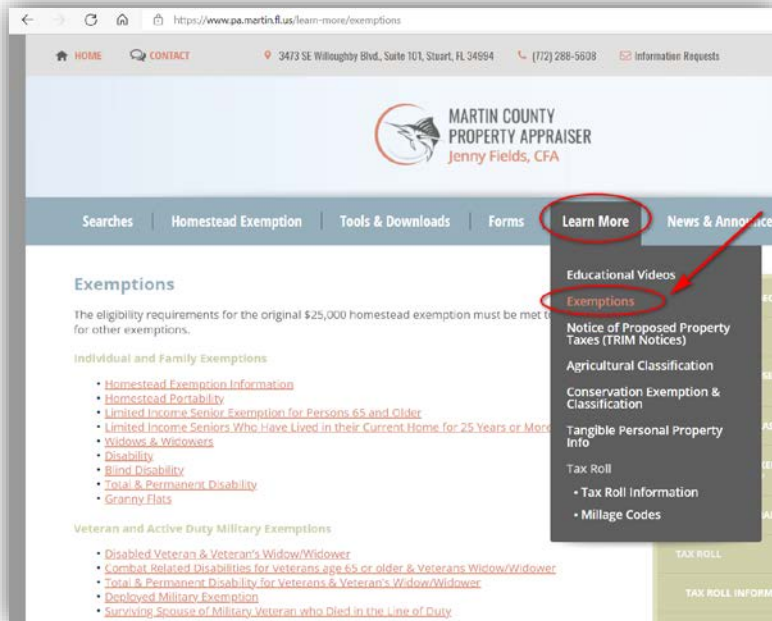 https://www.pa.martin.fl.us/learn-more/exemptions
HOME
CONTACT
3473 SE Willoughby Blvd., Suite 101, Stuart, FL 34994
(772) 288-5608
Information Requests
MARTIN COUNTY
PROPERTY APPRAISER
Jenny Fields, CFA
Searches
Homestead Exemption
Tools & Downloads
Forms
Learn More
News & Announce
Educational Videos
Exemptions
Notice of Proposed Property
Taxes (TRIM Notices)
Agricultural Classification
Conservation Exemption &
Classification
Tangible Personal Property
Info
Tax Roll
• Tax Roll Information
• Millage Codes
Exemptions
The eligibility requirements for the original $25,000 homestead exemption must be met
for other exemptions.
Individual and Family Exemptions
• Homestead Exemption Information
• Homestead Portability
• Limited Income Senior Exemption for Persons 65 and Older
• Limited Income Seniors Who Have Lived in their Current Home for 25 Years or More
• Widows & Widowers
• Disability
• Blind Disability
• Total & Permanent Disability
• Granny Flats
Veteran and Active Duty Military Exemptions
• Disabled Veteran & Veteran's Widow/Widower
• Combat Related Disabilities for veterans age 65 or older & Veterans Widow/Widower
• Total & Permanent Disability for Veterans & Veteran's Widow/Widower
• Deployed Military Exemption
• Surviving Spouse of Military Veteran who Died in the Line of Duty
TAX ROLL
TAX ROLL INFORM